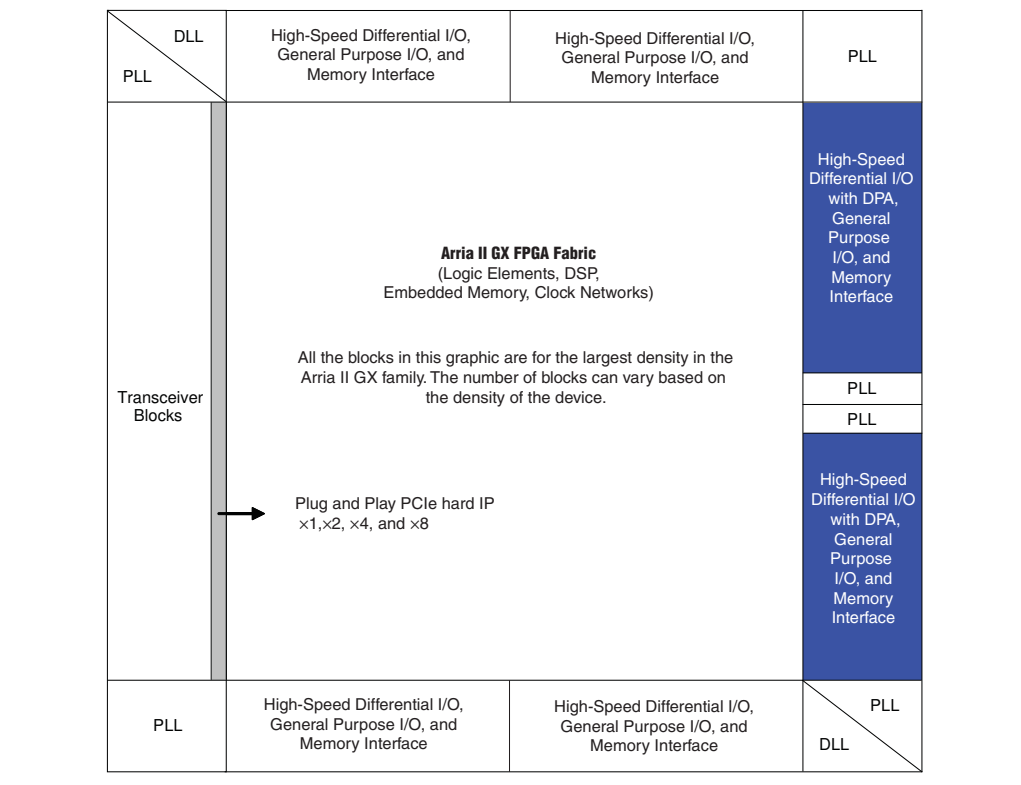 DLL
PLL
High-Speed Differential I/O,
General Purpose I/O, and
Memory Interface
High-Speed Differential I/O,
General Purpose I/O, and
Memory Interface
PLL
Transceiver
Blocks
Arria II GX FPGA Fabric
(Logic Elements, DSP,
Embedded Memory, Clock Networks)
All the blocks in this graphic are for the largest density in the
Arria II GX family. The number of blocks can vary based on
the density of the device.
Plug and Play PCIe hard IP
×1,×2, ×4, and ×8
High-Speed
Differential I/O
with DPA,
General
Purpose
I/O, and
Memory
Interface
PLL
PLL
High-Speed
Differential I/O
with DPA,
General
Purpose
I/O, and
Memory
Interface
PLL
High-Speed Differential I/O,
General Purpose I/O, and
Memory Interface
High-Speed Differential I/O,
General Purpose I/O, and
Memory Interface
PLL
DLL